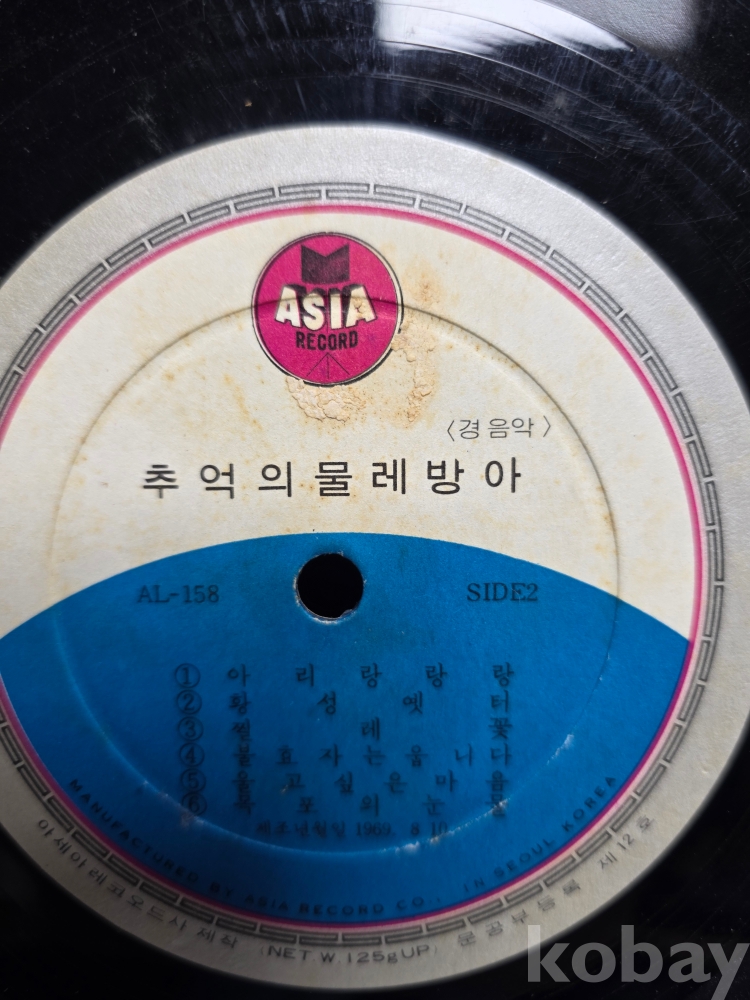 ASIA
RECORD
〈경음악〉
추억의물레방아
AL-158 SIDE2
① 아리랑랑랑
② 황성옛터
③ 찔레꽃
④ 불효자는웁니다
⑤ 울고싶은마음
⑥ 목포의눈물
제조년월일 1969. 8. 10
MANUFACTURED BY ASIA RECORD CO., IN SEOUL KOREA
아세아레코오드사 제작 (NET.W.125gUP) 문공부등록 제12호
kobay